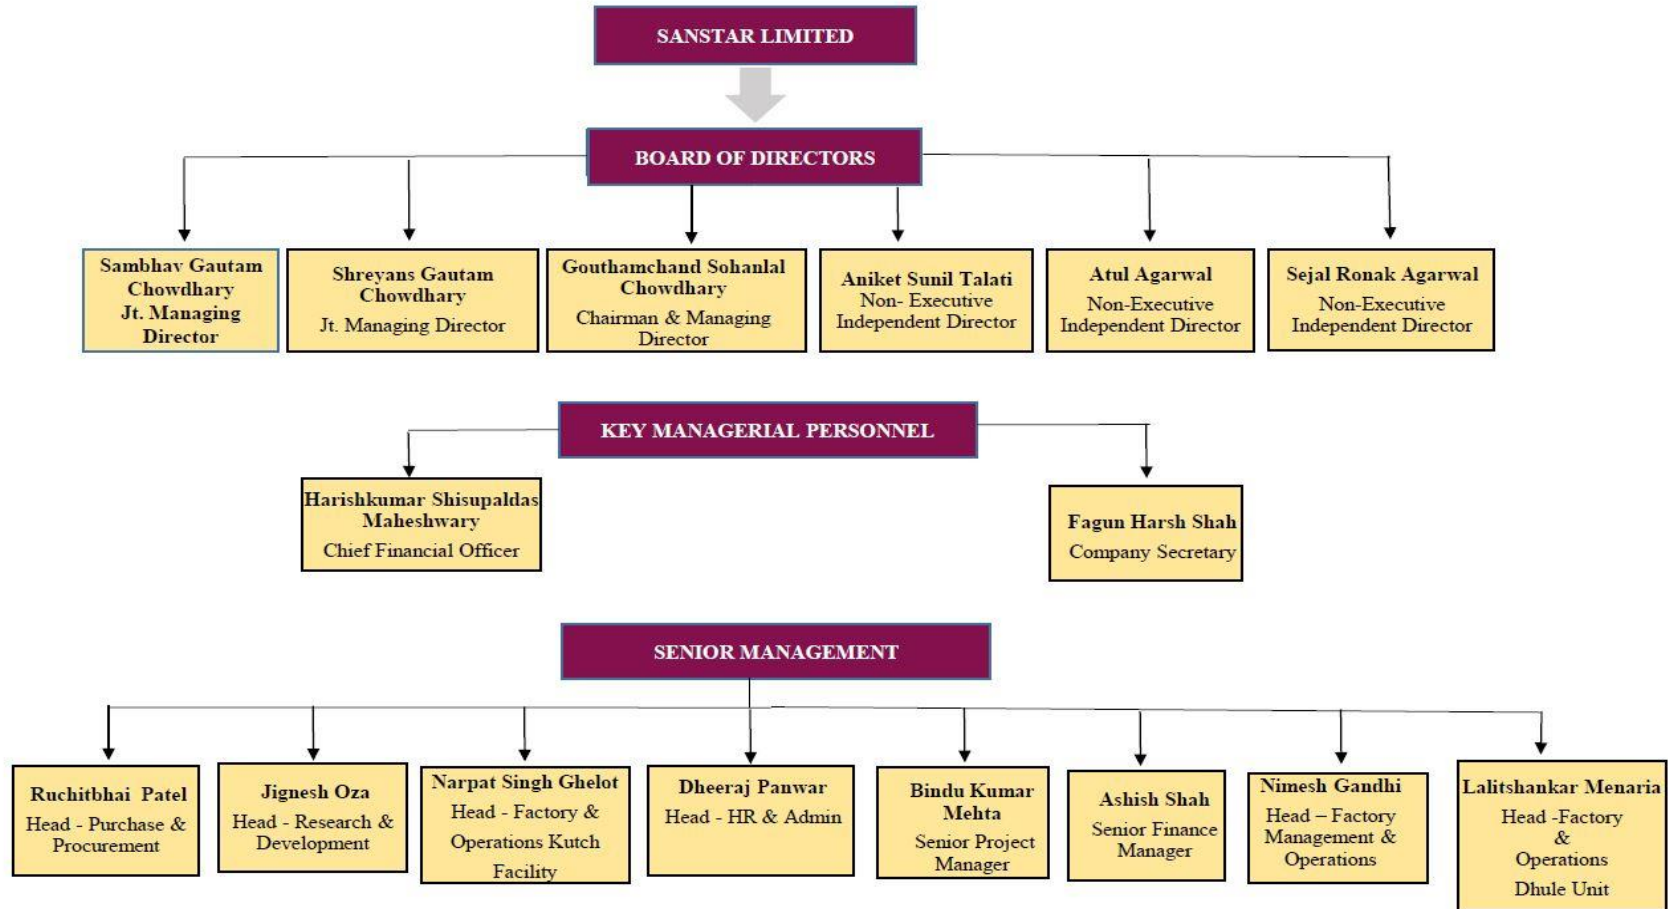 SANSTAR LIMITED
BOARD OF DIRECTORS
Sambhav Gautam
Chowdhary
Jt. Managing
Director
Shreyans Gautam
Chowdhary
Jt. Managing Director
Gouthamchand Sohanlal
Chowdhary
Chairman & Managing
Director
Aniket Sunil Talati
Non- Executive
Independent Director
Atul Agarwal
Non-Executive
Independent Director
Sejal Ronak Agarwal
Non-Executive
Independent Director
KEY MANAGERIAL PERSONNEL
Harishkumar Shisupaldas
Maheshwary
Chief Financial Officer
Fagun Harsh Shah
Company Secretary
SENIOR MANAGEMENT
Ruchitbhai Patel
Head - Purchase &
Procurement
Jignesh Oza
Head - Research &
Development
Narpat Singh Ghelot
Head - Factory &
Operations Kutch
Facility
Dheeraj Panwar
Head - HR & Admin
Bindu Kumar
Mehta
Senior Project
Manager
Ashish Shah
Senior Finance
Manager
Nimesh Gandhi
Head – Factory
Management &
Operations
Lalitshankar Menaria
Head -Factory
&
Operations
Dhule Unit